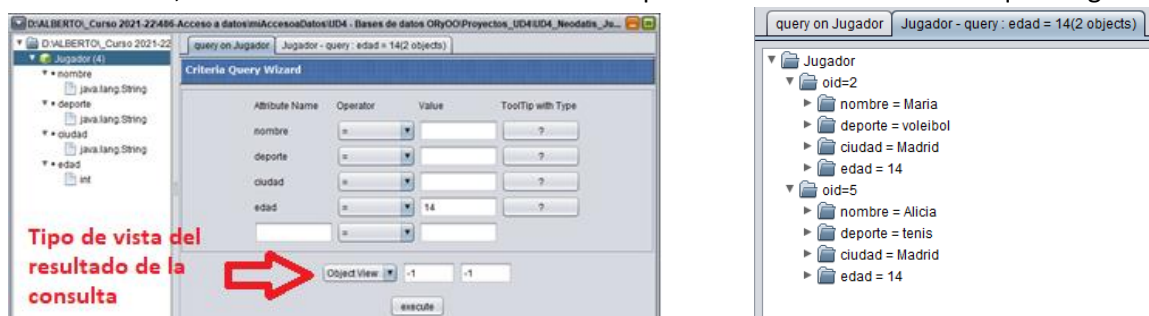 D:\ALBERTO\_Curso 2021-22\486-Acceso a datos\miAccesoaDatos\UD4 - Bases de datos ORyOO\Proyectos_UD4\UD4_Neodatis_Ju...
D:\ALBERTO\_Curso 2021-22
Jugador (4)
nombre
java.lang.String
deporte
java.lang.String
ciudad
java.lang.String
edad
int
query on Jugador
Jugador - query : edad = 14(2 objects)
Criteria Query Wizard
Attribute Name Operator Value ToolTip with Type
nombre = ?
deporte = ?
ciudad = ?
edad = 14 ?
=
Tipo de vista del
resultado de la
consulta
Object View -1 -1
execute
query on Jugador
Jugador - query : edad = 14(2 objects)
Jugador
oid=2
nombre = Maria
deporte = voleibol
ciudad = Madrid
edad = 14
oid=5
nombre = Alicia
deporte = tenis
ciudad = Madrid
edad = 14